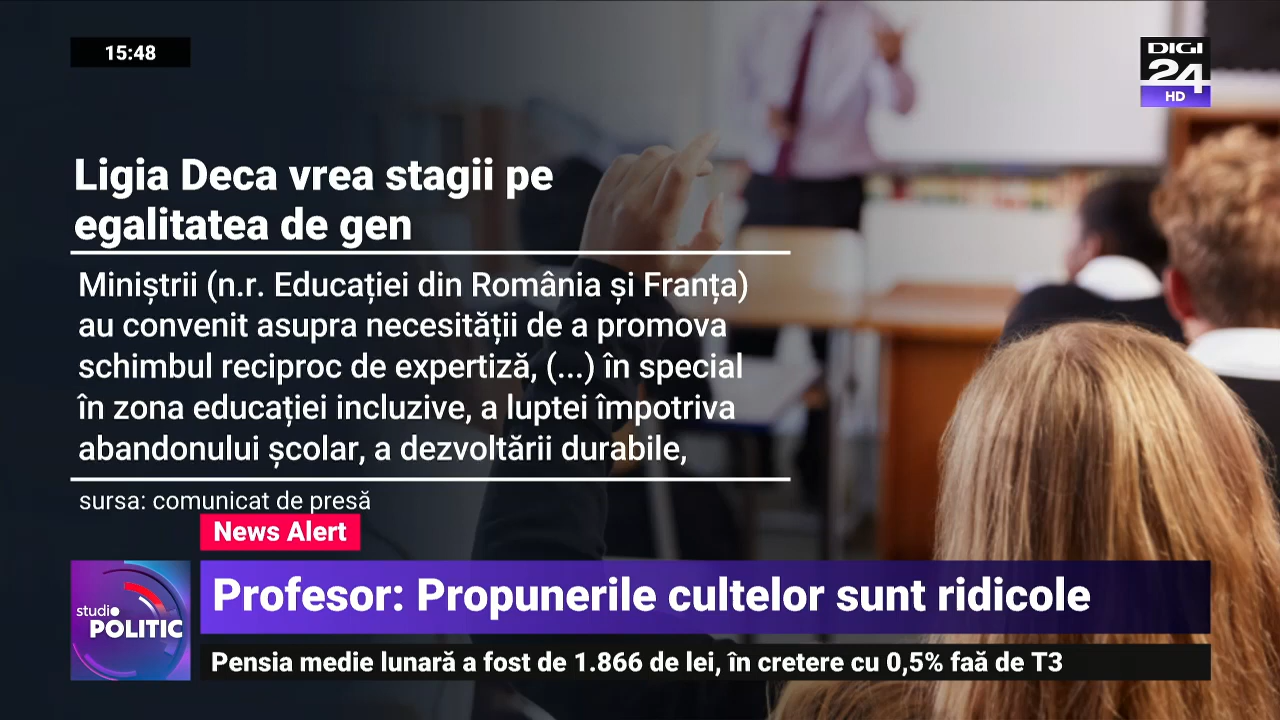 15:48
DIGI
24
HD
Ligia Deca vrea stagii pe
egalitatea de gen
Miniștrii (n.r. Educației din România și Franța)
au convenit asupra necesității de a promova
schimbul reciproc de expertiză, (...) în special
în zona educației incluzive, a luptei împotriva
abandonului școlar, a dezvoltării durabile,
sursa: comunicat de presă
News Alert
studio
POLITIC
Profesor: Propunerile cultelor sunt ridicole
Pensia medie lunară a fost de 1.866 de lei, în cretere cu 0,5% faă de T3